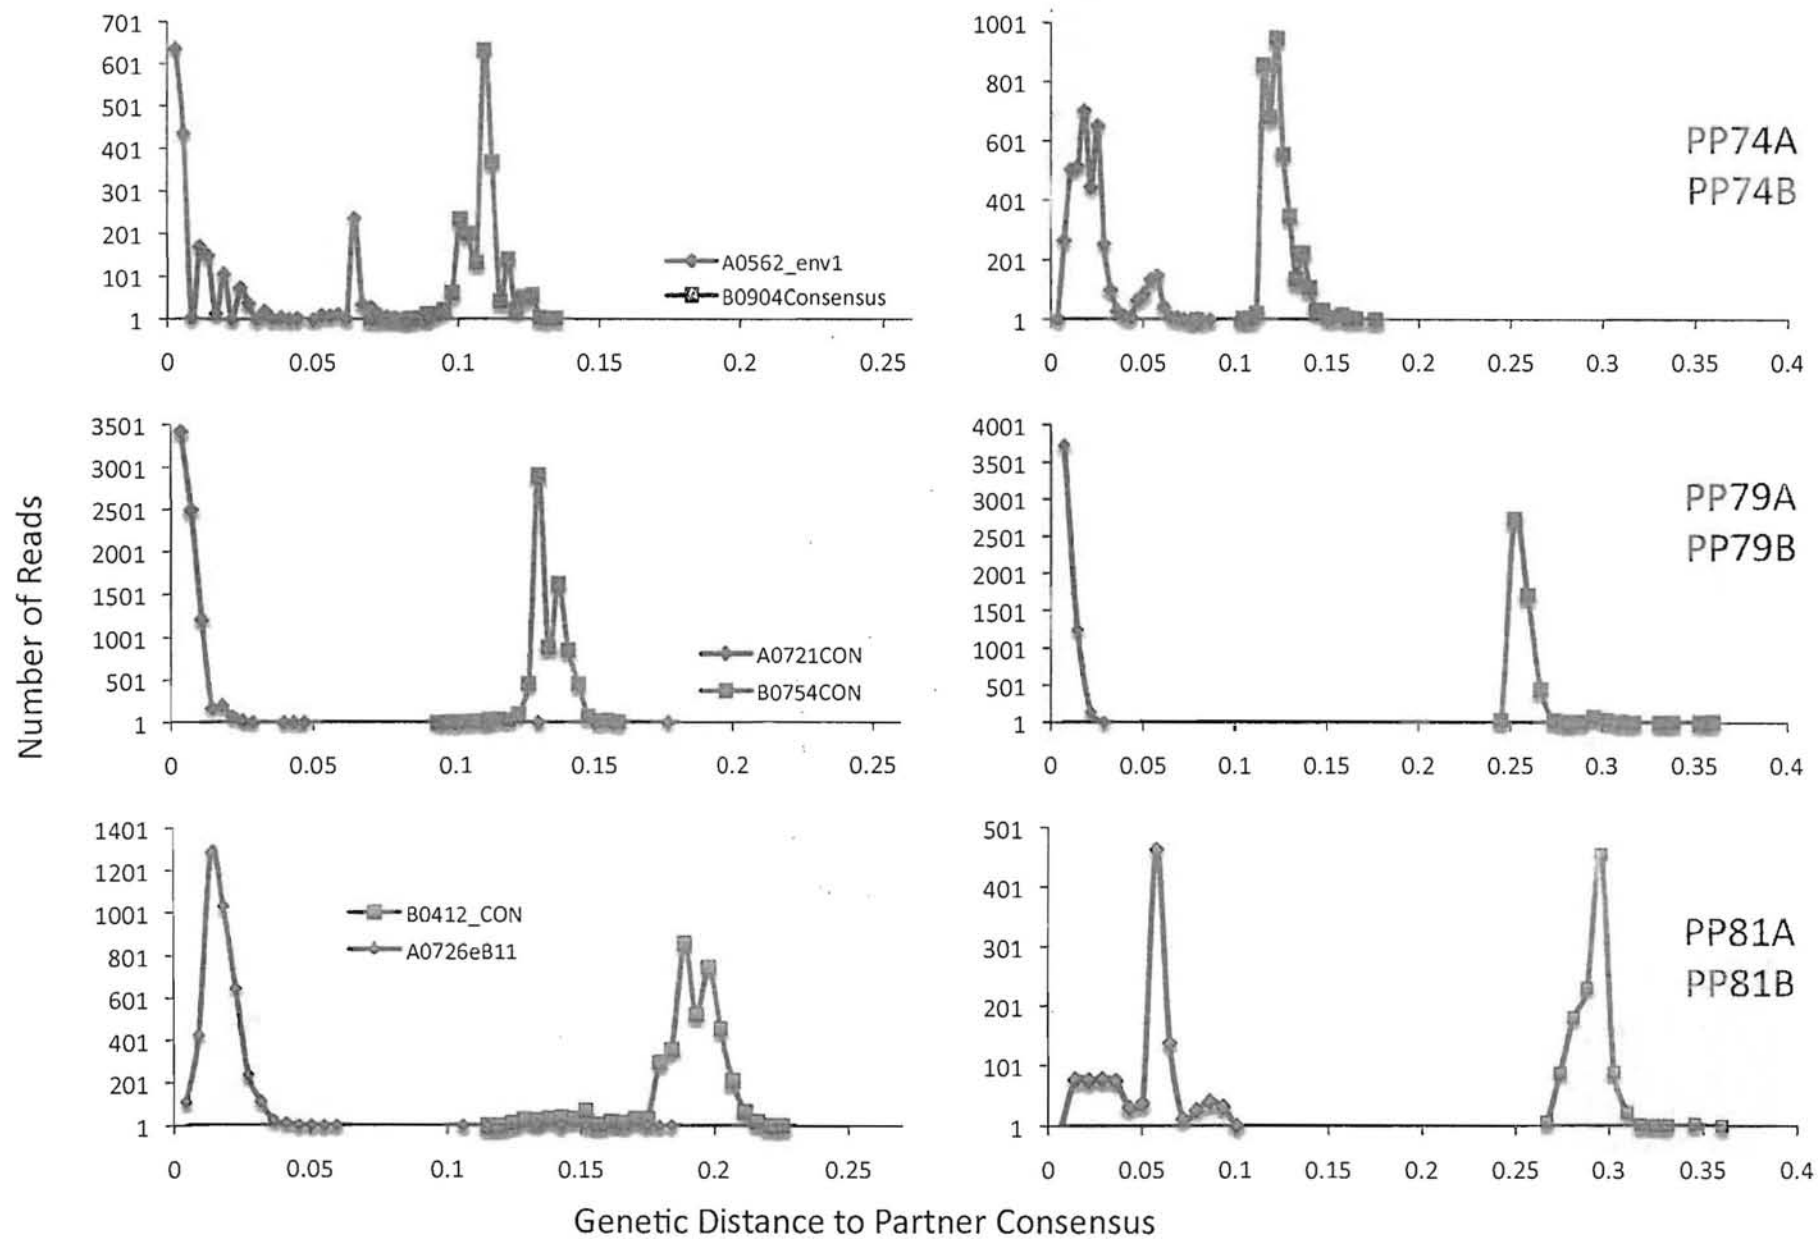 701
601
501
401
301
201
101
1
0 0.05 0.1 0.15 0.2 0.25
A0562_env1
B0904Consensus
1001
801
601
401
201
1
0 0.05 0.1 0.15 0.2 0.25 0.3 0.35 0.4
PP74A
PP74B
Number of Reads
3501
3001
2501
2001
1501
1001
501
1
0 0.05 0.1 0.15 0.2 0.25
A0721CON
B0754CON
4001
3501
3001
2501
2001
1501
1001
501
1
0 0.05 0.1 0.15 0.2 0.25 0.3 0.35 0.4
PP79A
PP79B
1401
1201
1001
801
601
401
201
1
0 0.05 0.1 0.15 0.2 0.25
B0412_CON
A0726eB11
501
401
301
201
101
1
0 0.05 0.1 0.15 0.2 0.25 0.3 0.35 0.4
PP81A
PP81B
Genetic Distance to Partner Consensus